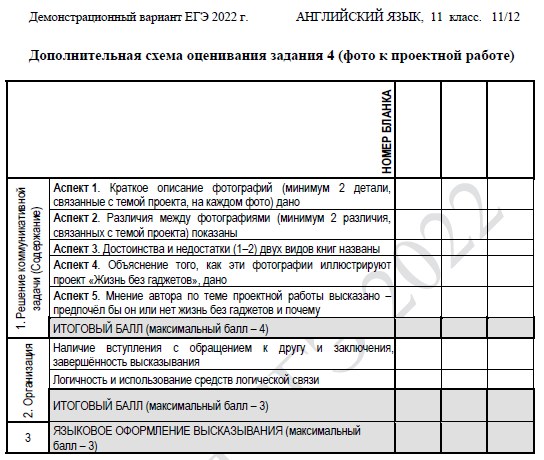 Демонстрационный вариант ЕГЭ 2022 г. АНГЛИЙСКИЙ ЯЗЫК, 11 класс. 11/12
Дополнительная схема оценивания задания 4 (фото к проектной работе)
НОМЕР БЛАНКА
1. Решение коммуникативной
задачи (Содержание)
Аспект 1. Краткое описание фотографий (минимум 2 детали,
связанные с темой проекта, на каждом фото) дано
Аспект 2. Различия между фотографиями (минимум 2 различия,
связанных с темой проекта) показаны
Аспект 3. Достоинства и недостатки (1–2) двух видов книг названы
Аспект 4. Объяснение того, как эти фотографии иллюстрируют
проект «Жизнь без гаджетов», дано
Аспект 5. Мнение автора по теме проектной работы высказано –
предпочёл бы он или нет жизнь без гаджетов и почему
ИТОГОВЫЙ БАЛЛ (максимальный балл – 4)
2. Организация
Наличие вступления с обращением к другу и заключения,
завершённость высказывания
Логичность и использование средств логической связи
ИТОГОВЫЙ БАЛЛ (максимальный балл – 3)
3
ЯЗЫКОВОЕ ОФОРМЛЕНИЕ ВЫСКАЗЫВАНИЯ (максимальный
балл – 3)
2022